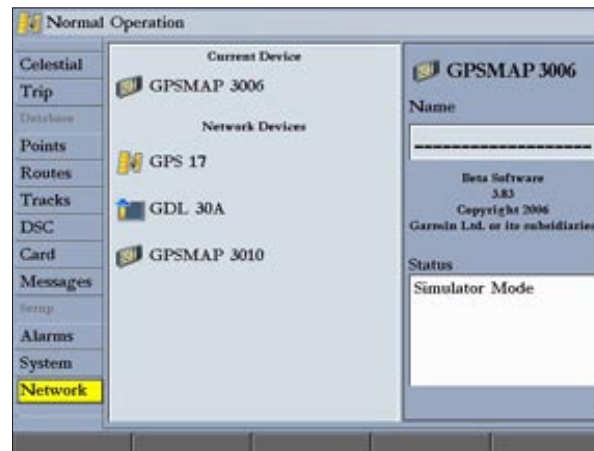 Normal Operation
Celestial
Trip
Database
Points
Routes
Tracks
DSC
Card
Messages
Setup
Alarms
System
Network
Current Device
GPSMAP 3006
Network Devices
GPS 17
GDL 30A
GPSMAP 3010
GPSMAP 3006
Name
--------------------
Beta Software
3.83
Copyright 2006
Garmin Ltd. or its subsidiaries
Status
Simulator Mode